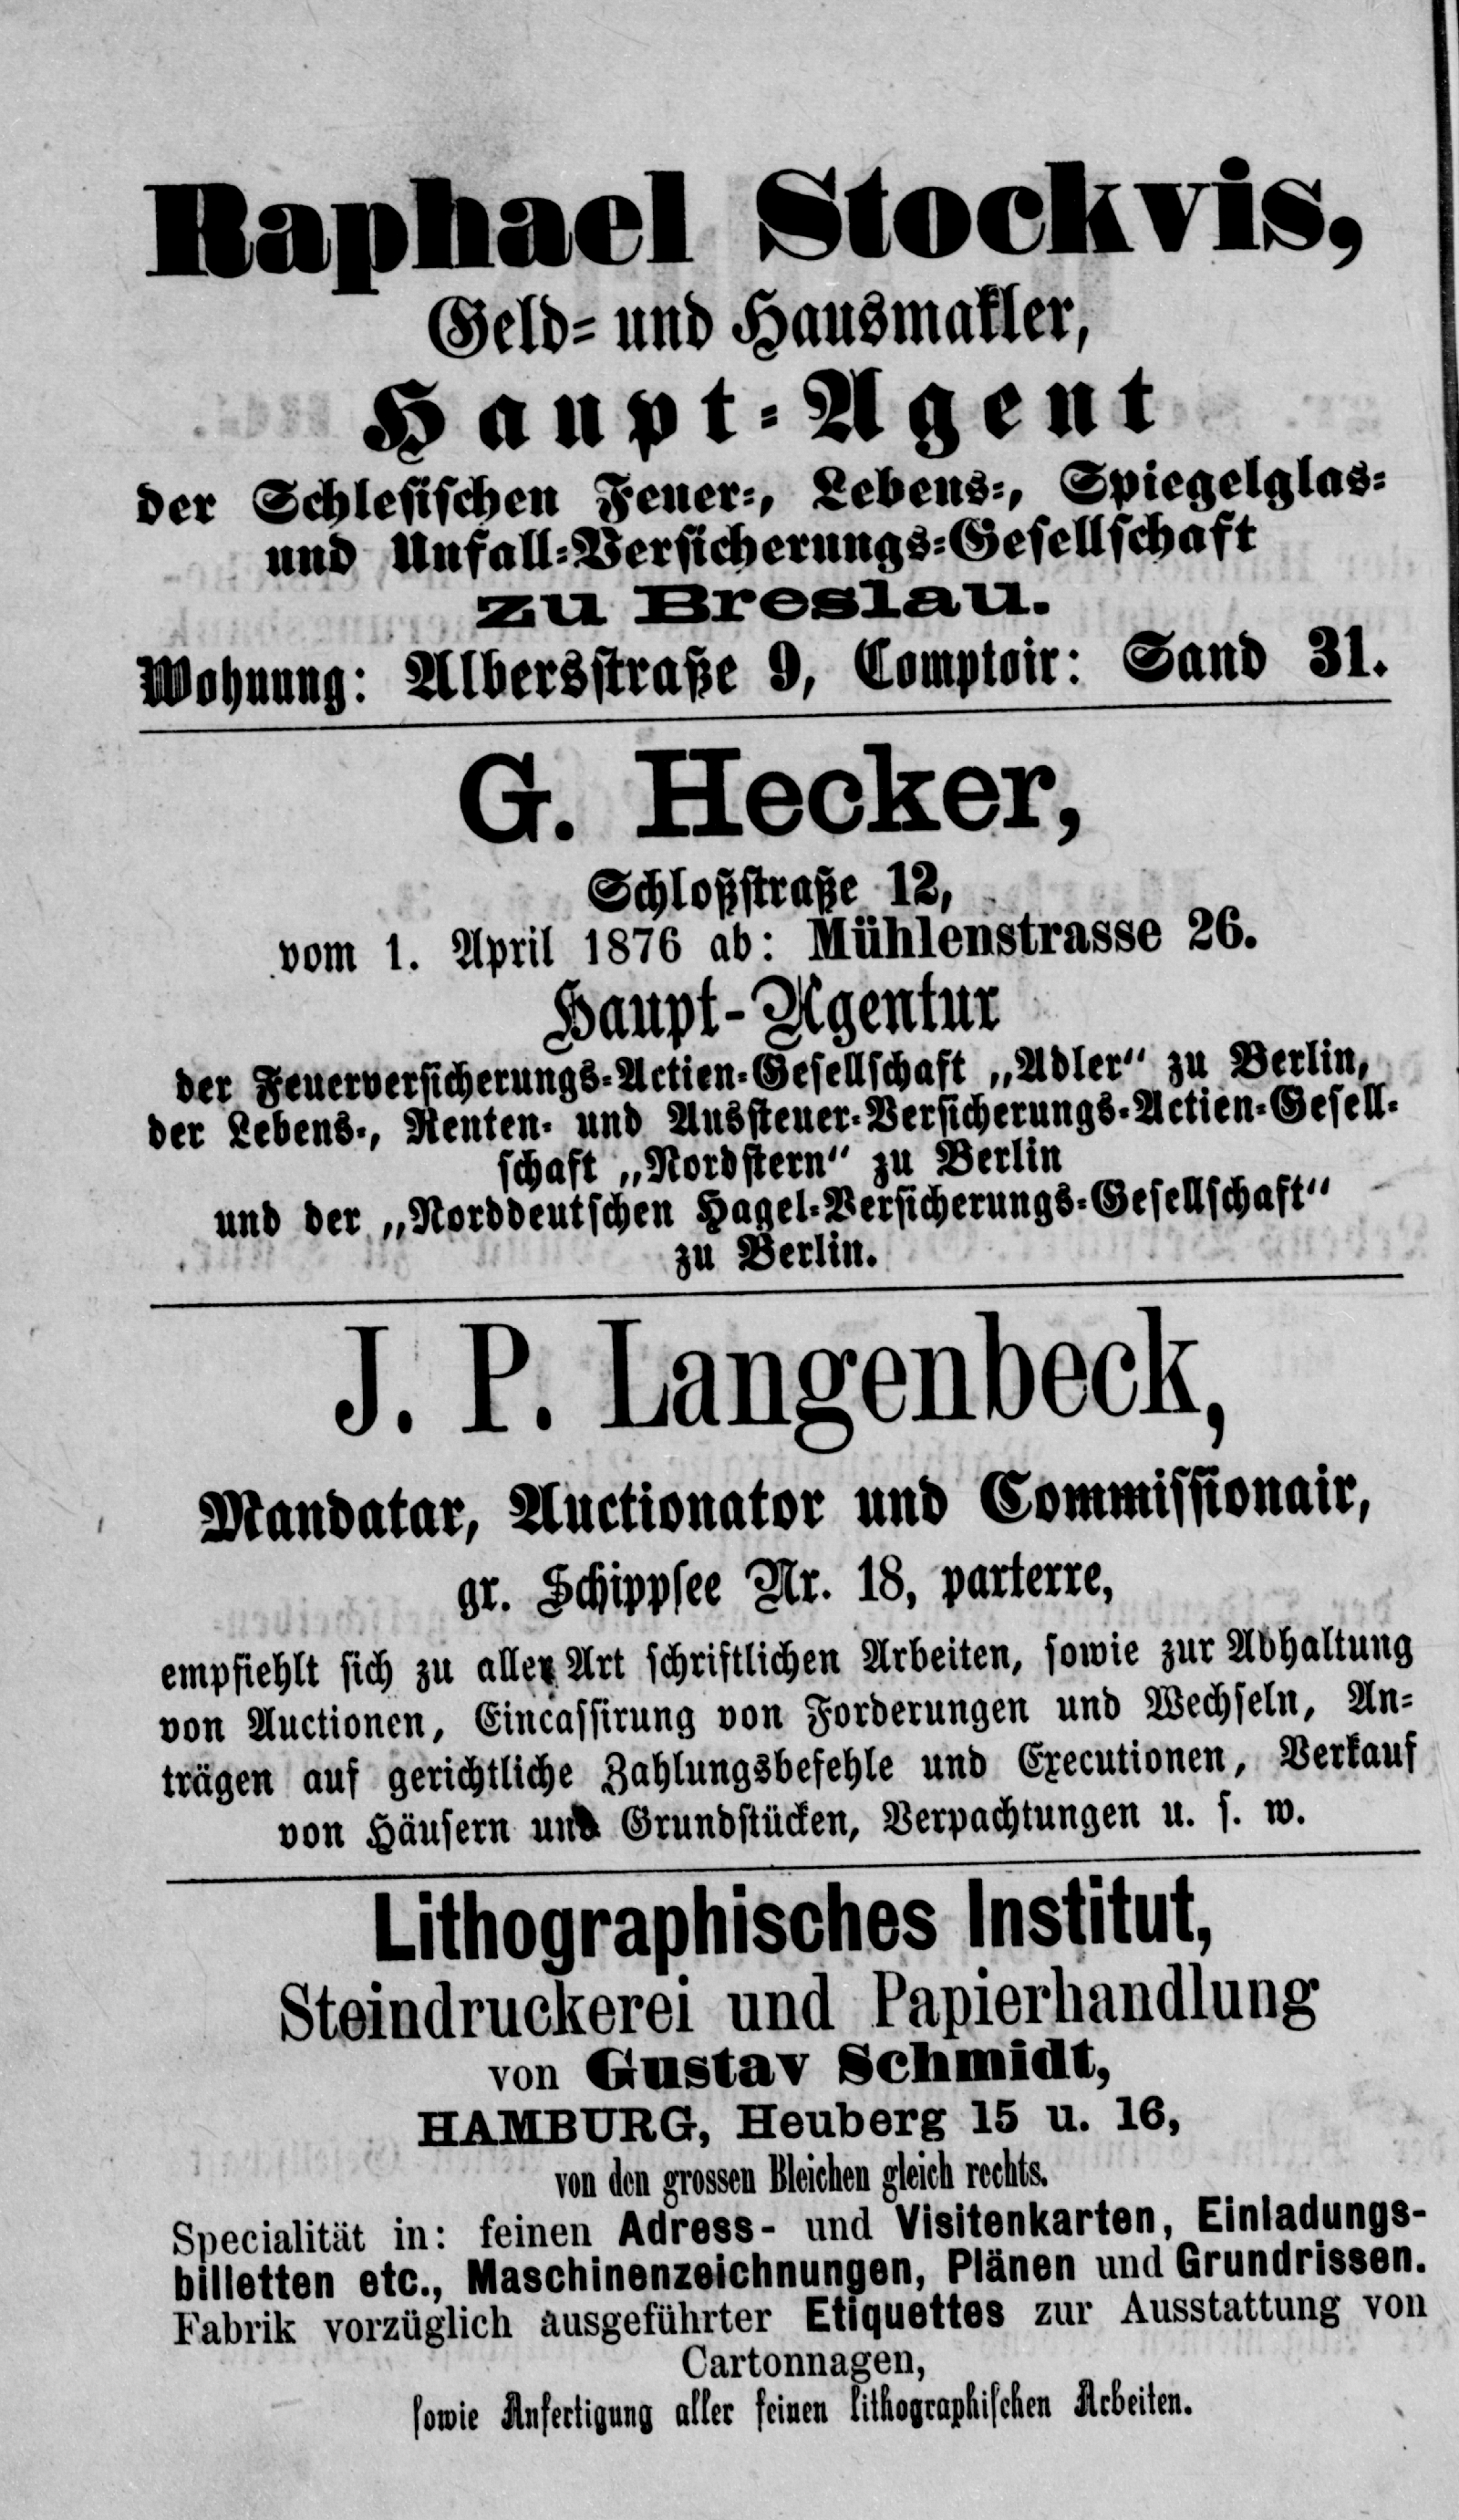 Raphael Stockvis,
Geld- und Hausmakler,
Haupt-Agent
der Schlesischen Feuer-, Lebens-, Spiegelglas-
und Unfall-Versicherungs-Gesellschaft
zu Breslau.
Wohnung: Albersstraße 9, Comptoir: Sand 31.
G. Hecker,
Schloßstraße 12,
vom 1. April 1876 ab: Mühlenstrasse 26.
Haupt-Agentur
der Feuerversicherungs-Actien-Gesellschaft „Adler“ zu Berlin,
der Lebens-, Renten- und Aussteuer-Versicherungs-Actien-Gesell-
schaft „Nordstern“ zu Berlin
und der „Norddeutschen Hagel-Versicherungs-Gesellschaft“
zu Berlin.
J. P. Langenbeck,
Mandatar, Auctionator und Commissionair,
gr. Schippsee Nr. 18, parterre,
empfiehlt sich zu aller Art schriftlichen Arbeiten, sowie zur Abhaltung
von Auctionen, Eincassirung von Forderungen und Wechseln, An-
trägen auf gerichtliche Zahlungsbefehle und Executionen, Verkauf
von Häusern und Grundstücken, Verpachtungen u. s. w.
Lithographisches Institut,
Steindruckerei und Papierhandlung
von Gustav Schmidt,
HAMBURG, Heuberg 15 u. 16,
von den grossen Bleichen gleich rechts.
Specialität in: feinen Adress- und Visitenkarten, Einladungs-
billetten etc., Maschinenzeichnungen, Plänen und Grundrissen.
Fabrik vorzüglich ausgeführter Etiquettes zur Ausstattung von
Cartonnagen,
sowie Anfertigung aller feinen lithographischen Arbeiten.